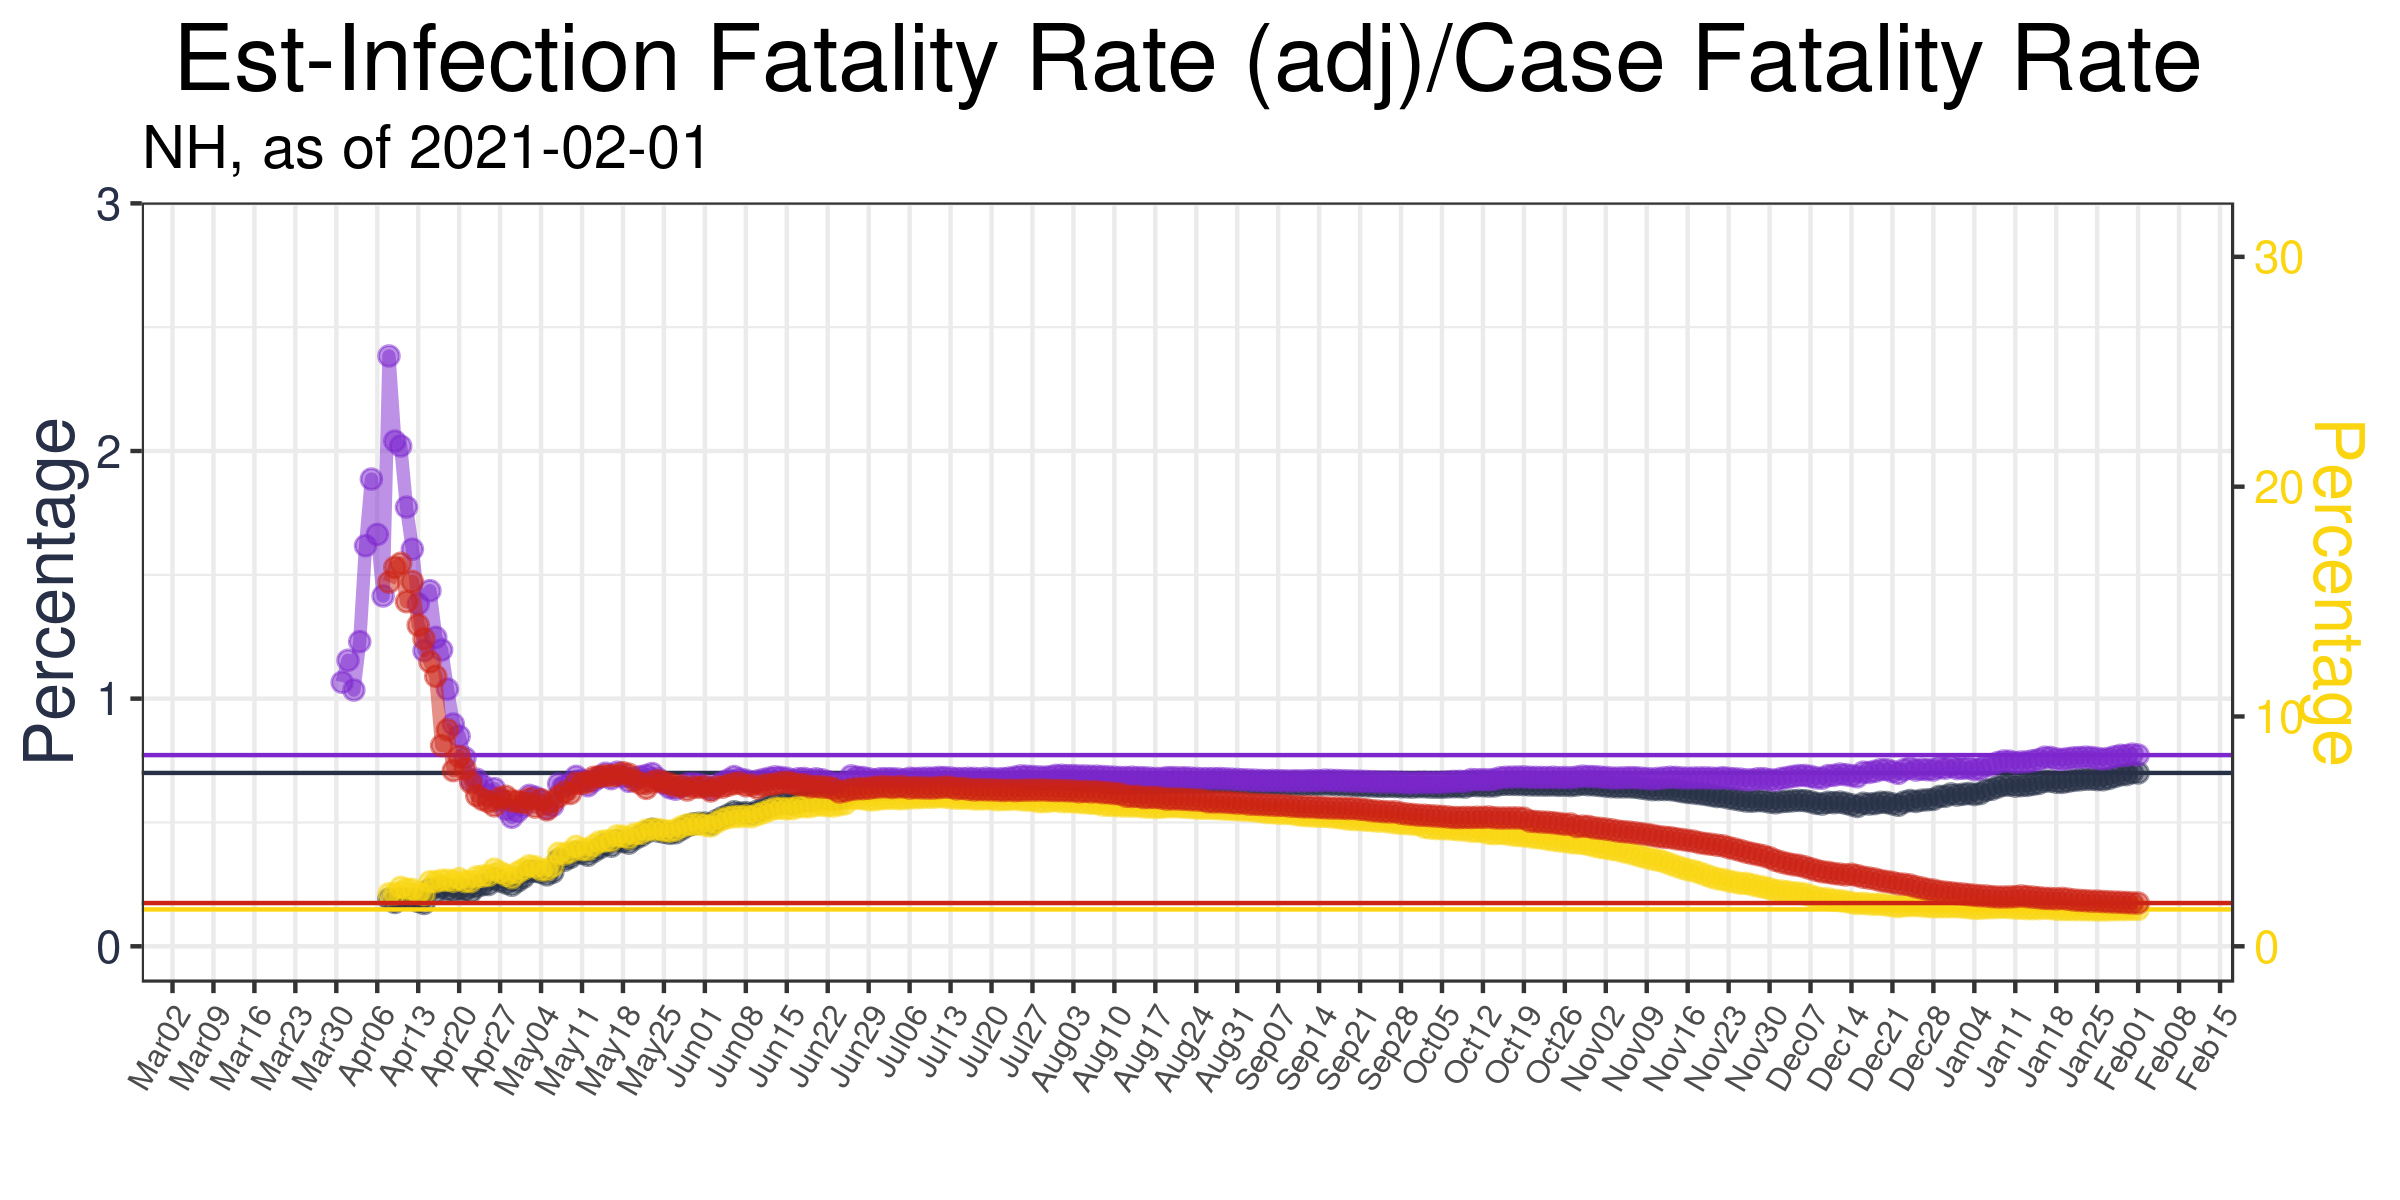 Est-Infection Fatality Rate (adj)/Case Fatality Rate
NH, as of 2021-02-01
Percentage
3
2
1
0
30
20
10
0
Percentage
Mar02
Mar09
Mar16
Mar23
Mar30
Apr06
Apr13
Apr20
Apr27
May04
May11
May18
May25
Jun01
Jun08
Jun15
Jun22
Jun29
Jul06
Jul13
Jul20
Jul27
Aug03
Aug10
Aug17
Aug24
Aug31
Sep07
Sep14
Sep21
Sep28
Oct05
Oct12
Oct19
Oct26
Nov02
Nov09
Nov16
Nov23
Nov30
Dec07
Dec14
Dec21
Dec28
Jan04
Jan11
Jan18
Jan25
Feb01
Feb08
Feb15